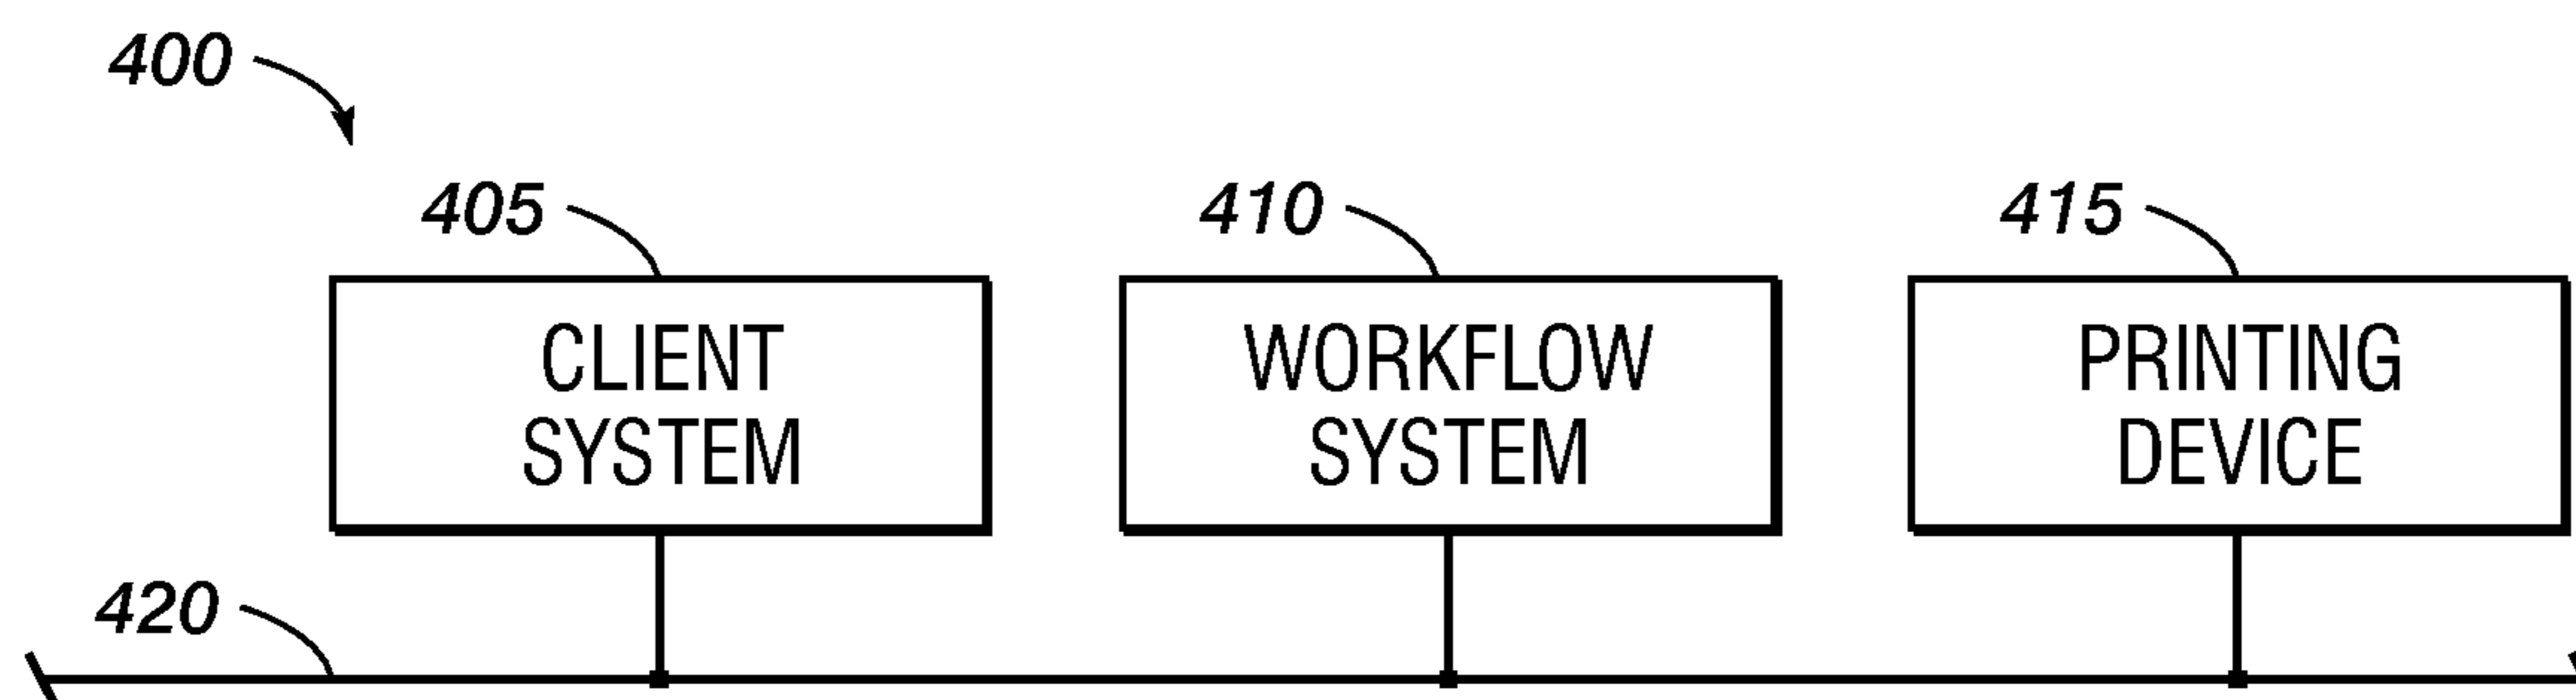 400
405
410
415
CLIENT
SYSTEM
WORKFLOW
SYSTEM
PRINTING
DEVICE
420